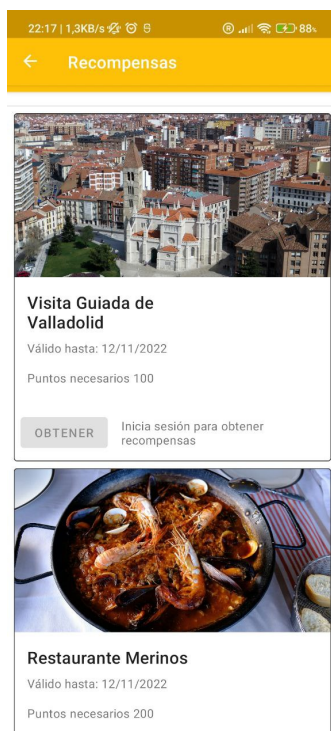 22:17 | 1,3KB/s 88%
Recompensas
Visita Guiada de
Valladolid
Válido hasta: 12/11/2022
Puntos necesarios 100
OBTENER
Inicia sesión para obtener
recompensas
Restaurante Merinos
Válido hasta: 12/11/2022
Puntos necesarios 200